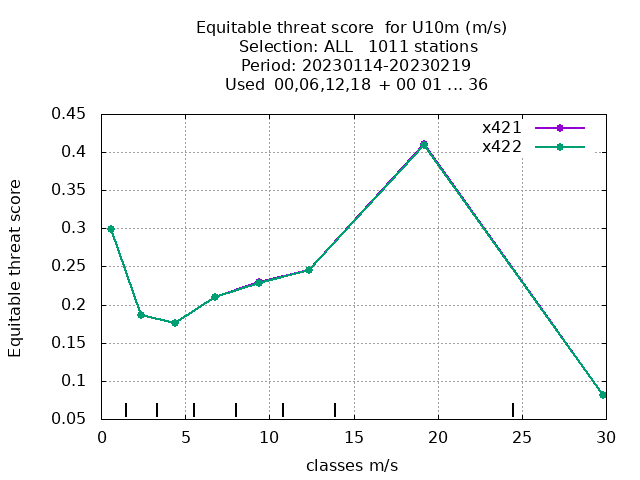 Equitable threat score  for U10m (m/s)
Selection: ALL   1011 stations
Period: 20230114-20230219
Used  00,06,12,18  + 00 01 ... 36
x421
x422
0.45
0.4
0.35
0.3
0.25
0.2
0.15
0.1
0.05
Equitable threat score
0 5 10 15 20 25 30
classes m/s